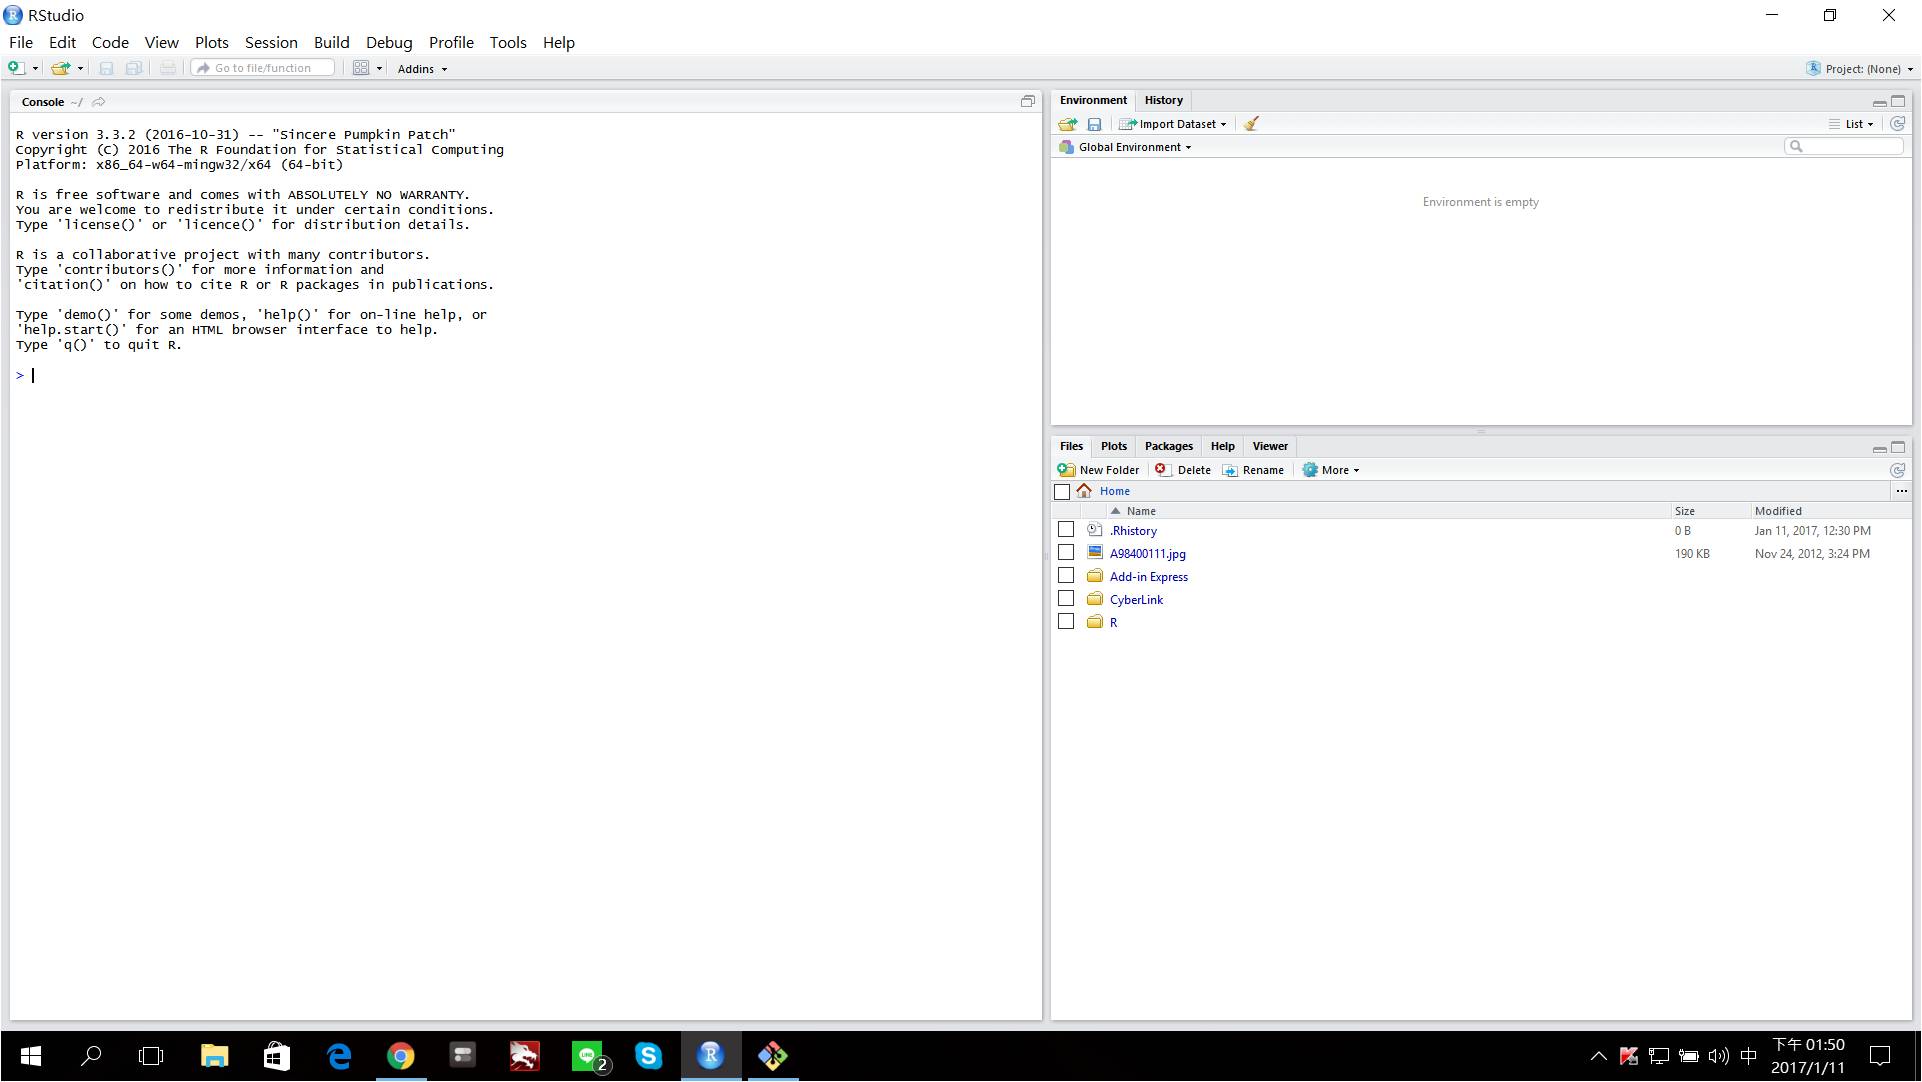 RStudio
File Edit Code View Plots Session Build Debug Profile Tools Help
Go to file/function Addins Project: (None)
Console ~/
R version 3.3.2 (2016-10-31) -- "Sincere Pumpkin Patch"
Copyright (C) 2016 The R Foundation for Statistical Computing
Platform: x86_64-w64-mingw32/x64 (64-bit)
R is free software and comes with ABSOLUTELY NO WARRANTY.
You are welcome to redistribute it under certain conditions.
Type 'license()' or 'licence()' for distribution details.
R is a collaborative project with many contributors.
Type 'contributors()' for more information and
'citation()' on how to cite R or R packages in publications.
Type 'demo()' for some demos, 'help()' for on-line help, or
'help.start()' for an HTML browser interface to help.
Type 'q()' to quit R.
>
Environment History
Import Dataset List
Global Environment
Environment is empty
Files Plots Packages Help Viewer
New Folder Delete Rename More
Home ...
Name Size Modified
.Rhistory 0 B Jan 11, 2017, 12:30 PM
A98400111.jpg 190 KB Nov 24, 2012, 3:24 PM
Add-in Express
CyberLink
R
LINE 2 S R 中 下午 01:50
2017/1/11